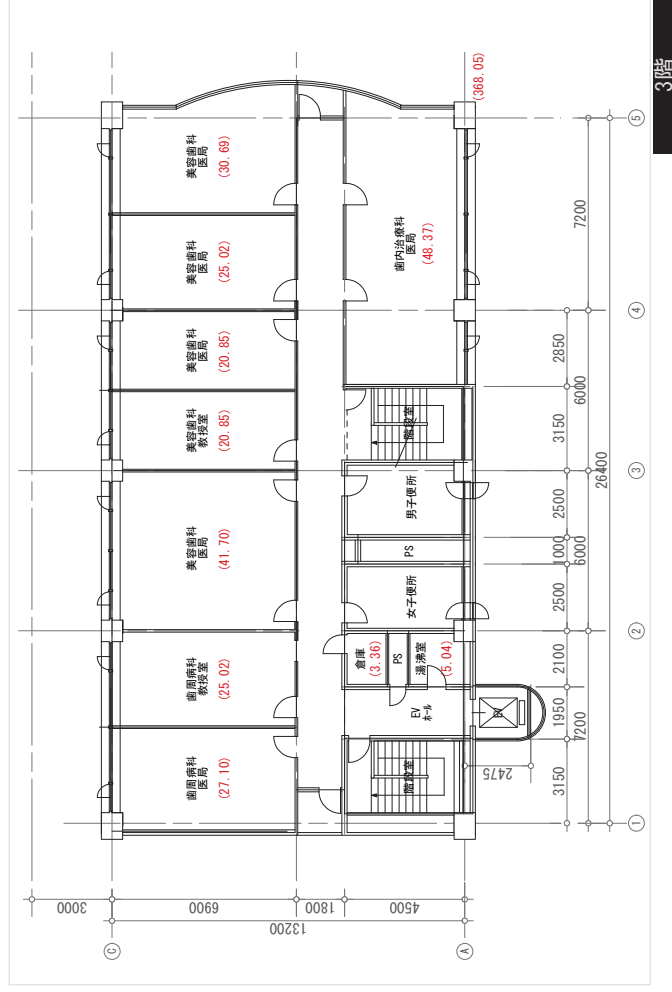 3階
(368.05)
美容歯科
医局
(30.69)
美容歯科
医局
(25.02)
美容歯科
医局
(20.85)
美容歯科
教授室
(20.85)
美容歯科
医局
(41.70)
歯周病科
教授室
(25.02)
歯周病科
医局
(27.10)
歯内治療科
医局
(48.37)
階段室
男子便所
PS
女子便所
倉庫
(3.36)
PS
湯沸室
(5.04)
EV
ホール
EV
階段室
3000
6900
1800
4500
13200
C
A
2475
3150
1950
2100
2500
1000
2500
3150
2850
7200
6000
6000
7200
26400
1
2
3
4
5